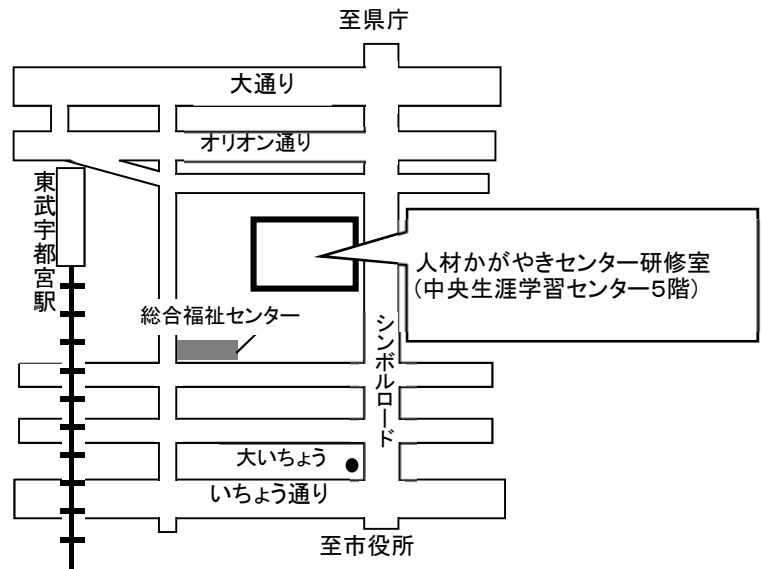 至県庁
大通り
オリオン通り
東武宇都宮駅
人材かがやきセンター研修室
(中央生涯学習センター5階)
総合福祉センター
シンボルロード
大いちょう
いちょう通り
至市役所